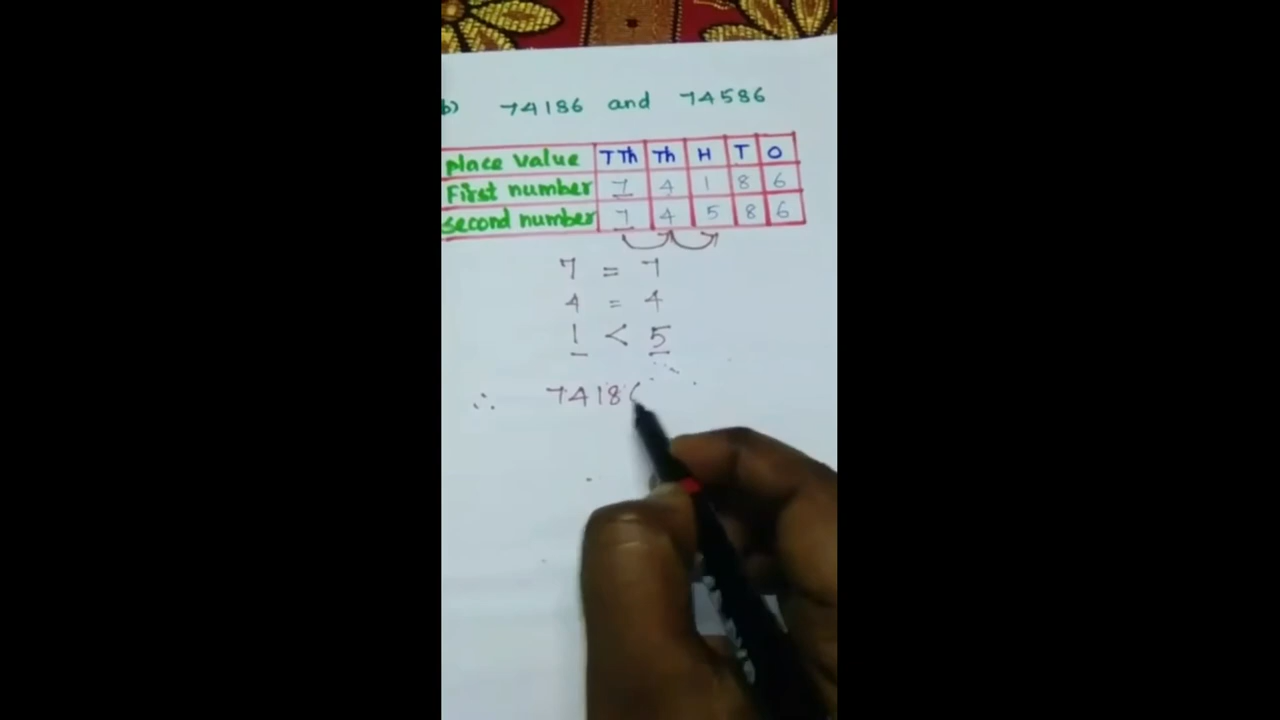 b) 74186 and 74586
Place Value TTh Th H T O
First number 7 4 1 8 6
second number 7 4 5 8 6
7 = 7
4 = 4
1 < 5
∴ 74186